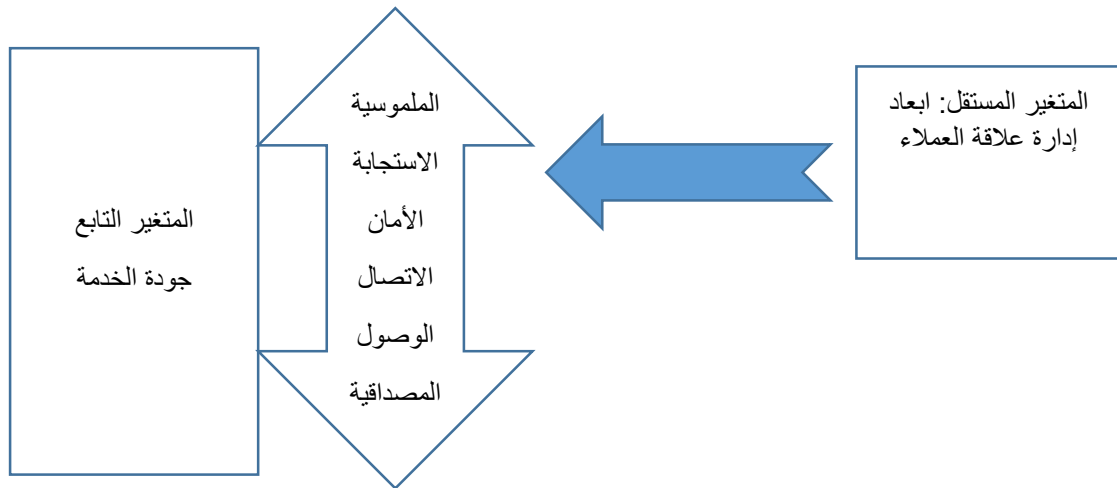 المتغير المستقل: ابعاد
إدارة علاقة العملاء
الملموسية
الاستجابة
الأمان
الاتصال
الوصول
المصداقية
المتغير التابع
جودة الخدمة